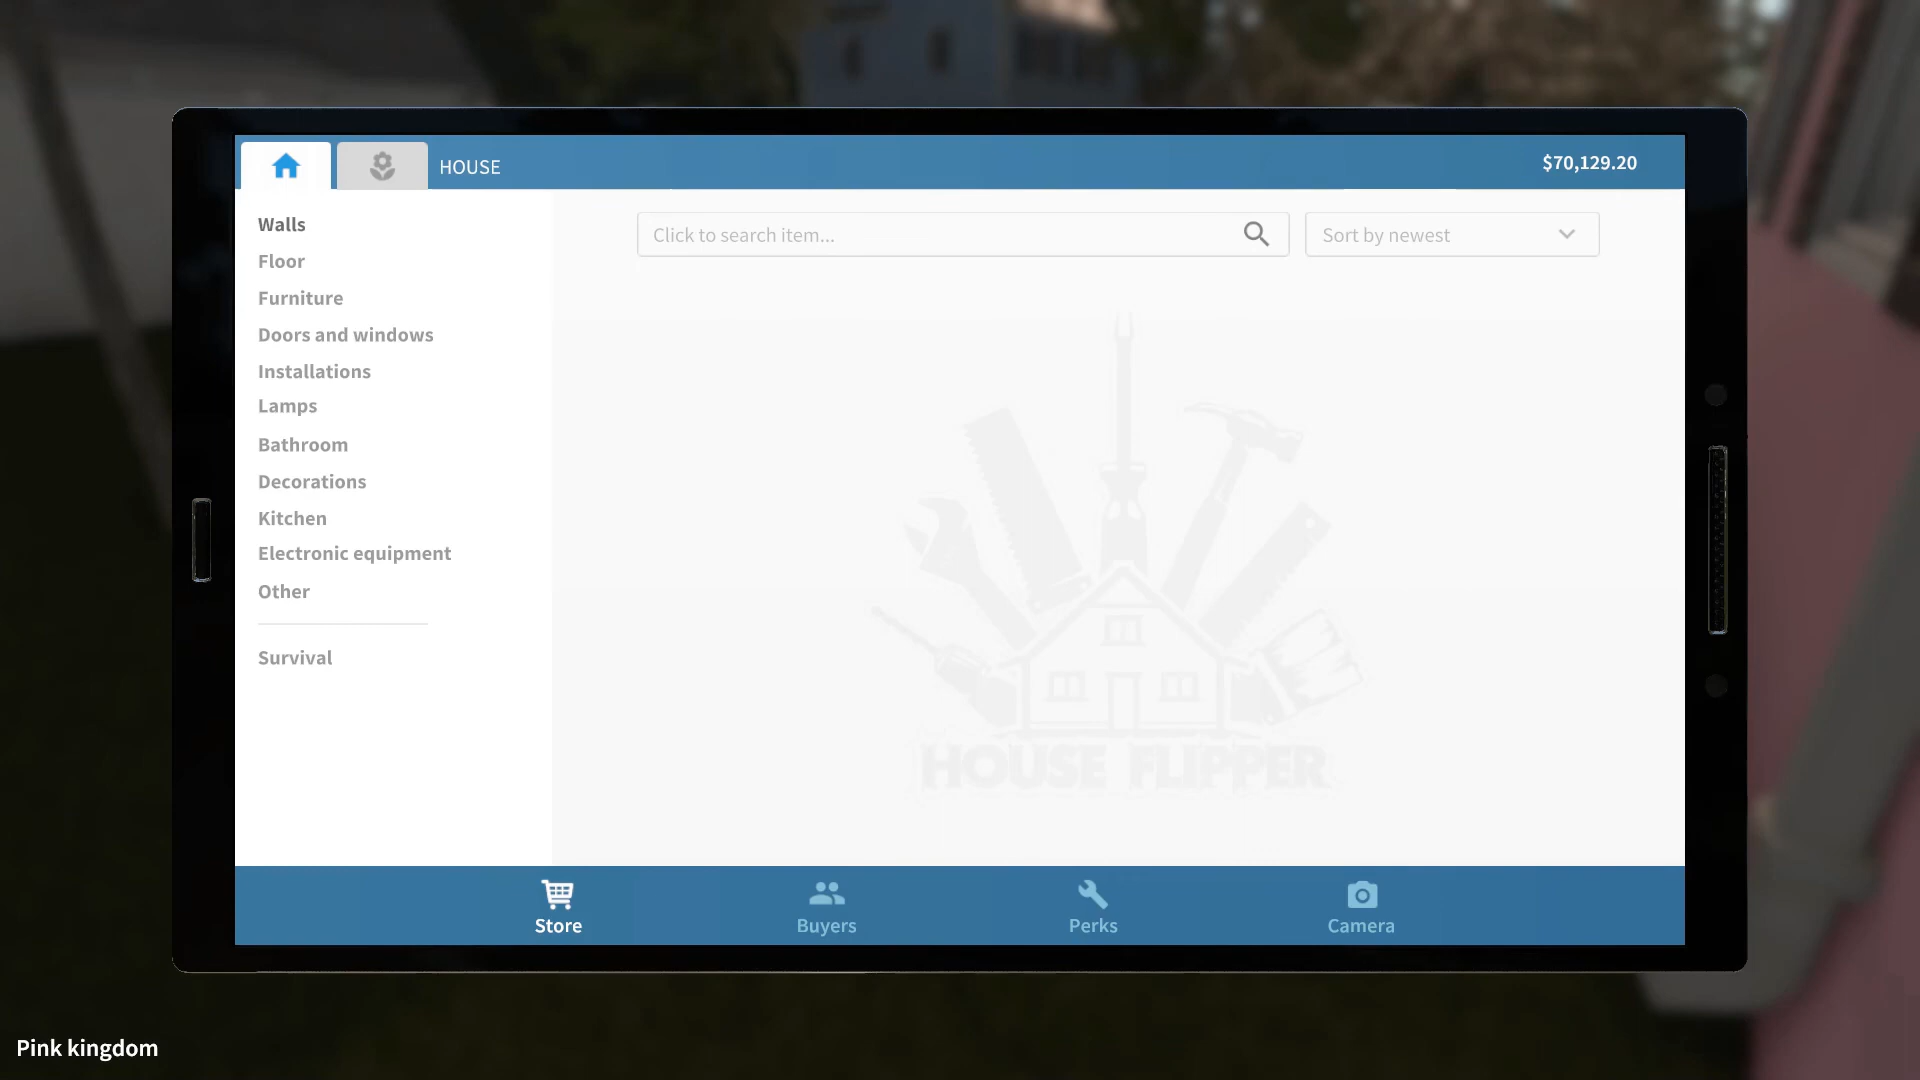 HOUSE
$70,129.20
Walls
Floor
Furniture
Doors and windows
Installations
Lamps
Bathroom
Decorations
Kitchen
Electronic equipment
Other
Survival
Click to search item...
Sort by newest
HOUSE FLIPPER
Store
Buyers
Perks
Camera
Pink kingdom